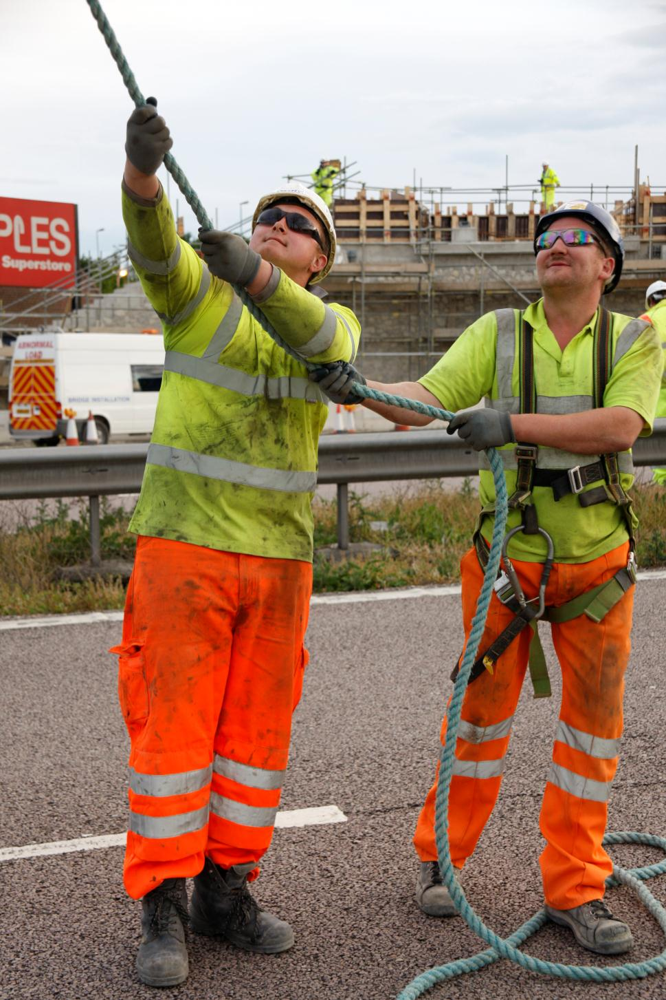 PLES
Superstore
ABNORMAL
LOAD
BRIDGE INSTALLATION